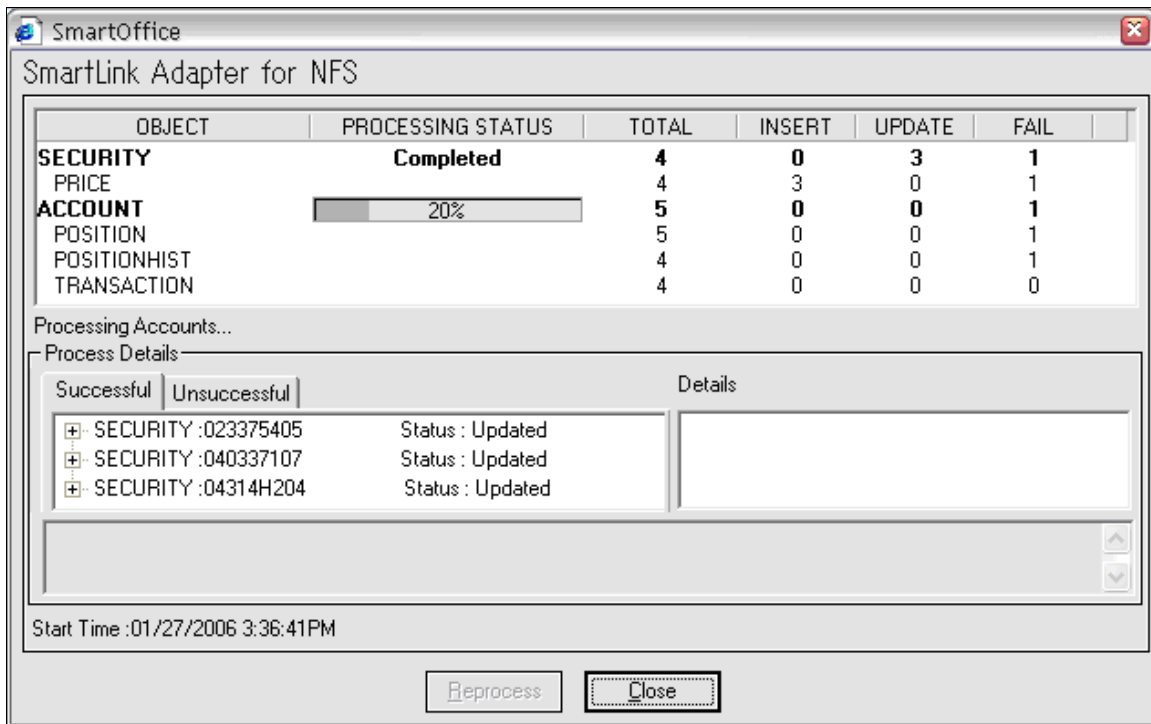 SmartOffice
SmartLink Adapter for NFS
OBJECT PROCESSING STATUS TOTAL INSERT UPDATE FAIL
SECURITY Completed 4 0 3 1
PRICE 4 3 0 1
ACCOUNT 20% 5 0 0 1
POSITION 5 0 0 1
POSITIONHIST 4 0 0 1
TRANSACTION 4 0 0 0
Processing Accounts...
Process Details
Successful Unsuccessful Details
SECURITY :023375405 Status : Updated
SECURITY :040337107 Status : Updated
SECURITY :04314H204 Status : Updated
Start Time :01/27/2006 3:36:41PM
Reprocess Close